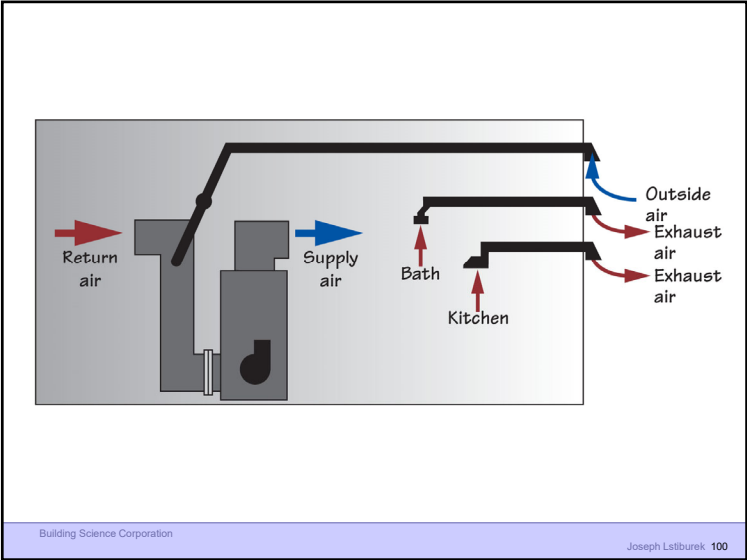 Outside
air
Return
air
Supply
air
Exhaust
air
Bath
Exhaust
air
Kitchen
Building Science Corporation
Joseph Lstiburek 100